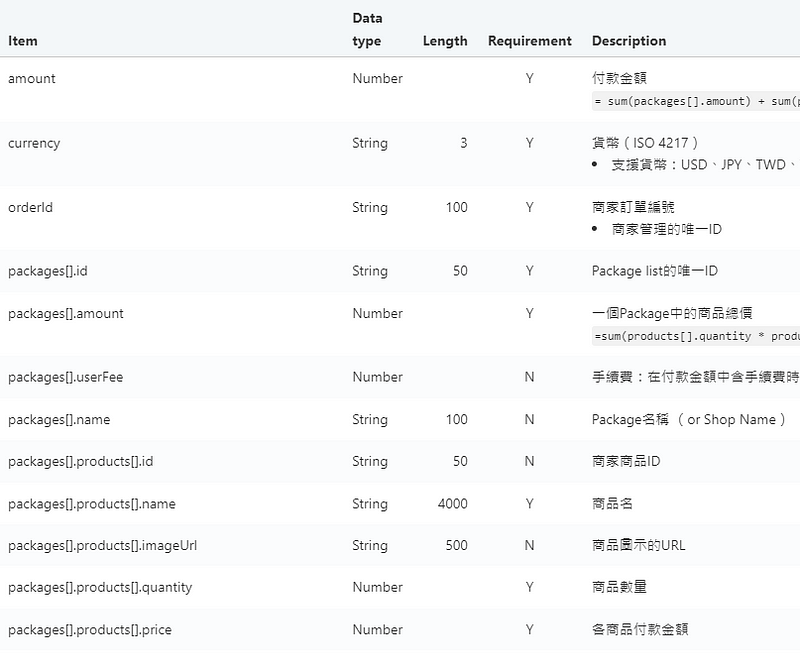 Item Data type Length Requirement Description
amount Number Y 付款金額
= sum(packages[].amount) + sum(
currency String 3 Y 貨幣（ISO 4217）
• 支援貨幣：USD、JPY、TWD、
orderId String 100 Y 商家訂單編號
• 商家管理的唯一ID
packages[].id String 50 Y Package list的唯一ID
packages[].amount Number Y 一個Package中的商品總價
=sum(products[].quantity *
packages[].userFee Number N 手續費：在付款金額中含手續費時
packages[].name String 100 N Package名稱 （or Shop Name）
packages[].products[].id String 50 N 商家商品ID
packages[].products[].name String 4000 Y 商品名
packages[].products[].imageUrl String 500 N 商品圖示的URL
packages[].products[].quantity Number Y 商品數量
packages[].products[].price Number Y 各商品付款金額